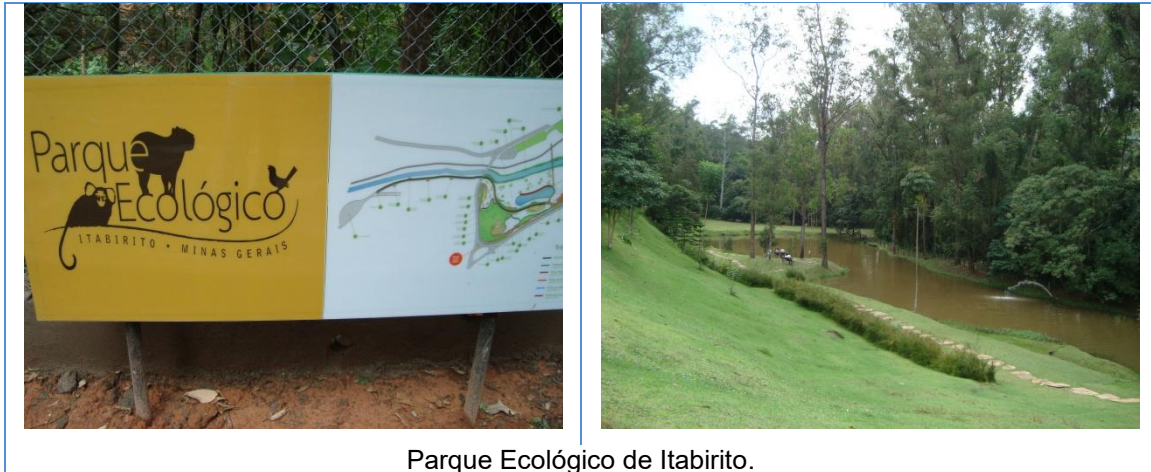 Parque
Ecológico
ITABIRITO • MINAS GERAIS
Parque Ecológico de Itabirito.